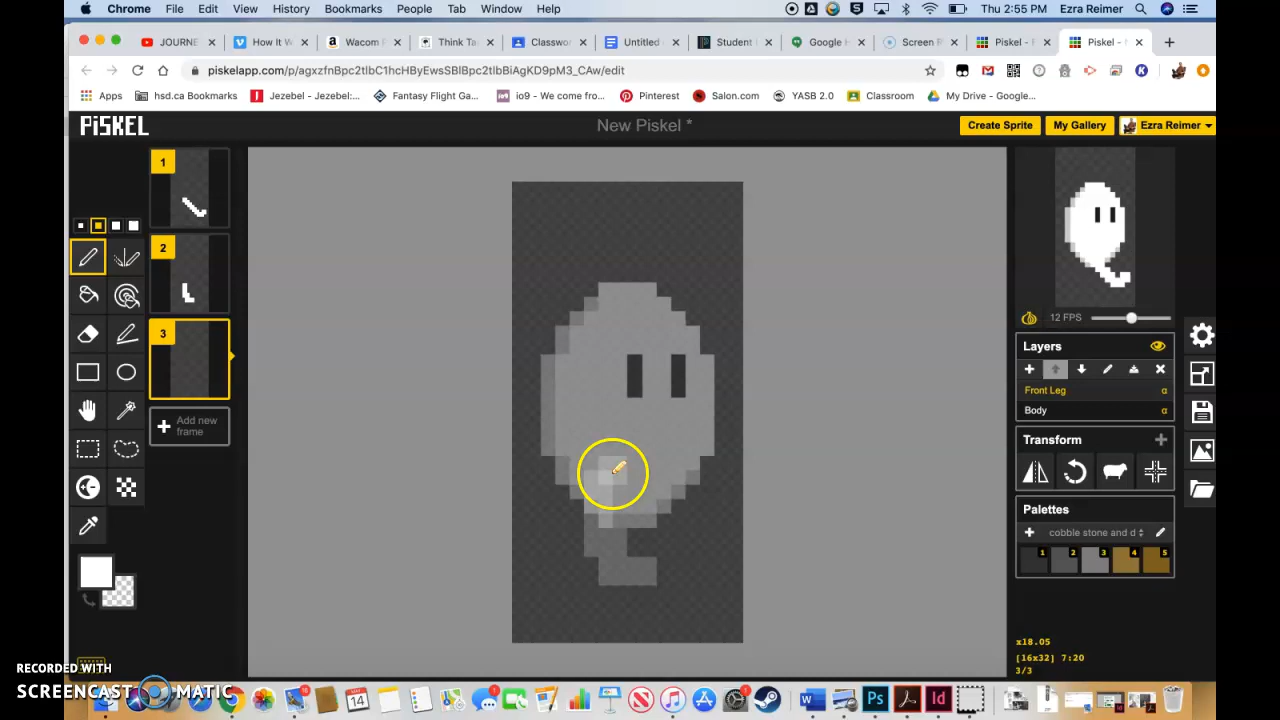 Chrome File Edit View History Bookmarks People Tab Window Help Thu 2:55 PM Ezra Reimer
JOURNE How It W Wacom P Think Ta Classwor Untitled Student Google H Screen R Piskel - Piskel -
piskelapp.com/p/agxzfnBpc2tlbC1hcHByEwsSBlBpc2tlbBiAgKD9pM3_CAw/edit
Apps hsd.ca Bookmarks Jezebel - Jezebel:... Fantasy Flight Ga... io9 - We come fro... Pinterest Salon.com YASB 2.0 Classroom My Drive - Google...
PiSKEL New Piskel * Create Sprite My Gallery Ezra Reimer
1
2
3
Add new
frame
12 FPS
Layers
Front Leg α
Body α
Transform
Palettes
cobble stone and d
1 2 3 4 5
x18.05
[16x32] 7:20
3/3
RECORDED WITH
SCREENCAST MATIC
MAY
14